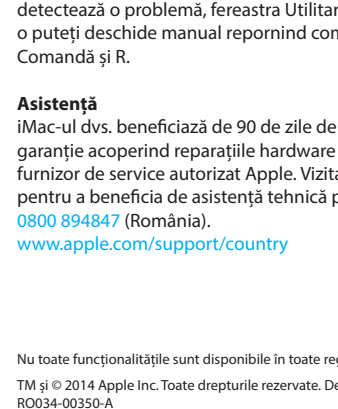 detectează o problemă, fereastra Utilitar
o puteți deschide manual repornind com
Comandă și R.
Asistență
iMac-ul dvs. beneficiază de 90 de zile de
garanție acoperind reparațiile hardware
furnizor de service autorizat Apple. Vizita
pentru a beneficia de asistență tehnică p
0800 894847 (România).
www.apple.com/support/country
Nu toate funcționalitățile sunt disponibile în toate reg
TM și © 2014 Apple Inc. Toate drepturile rezervate. De
RO034-00350-A